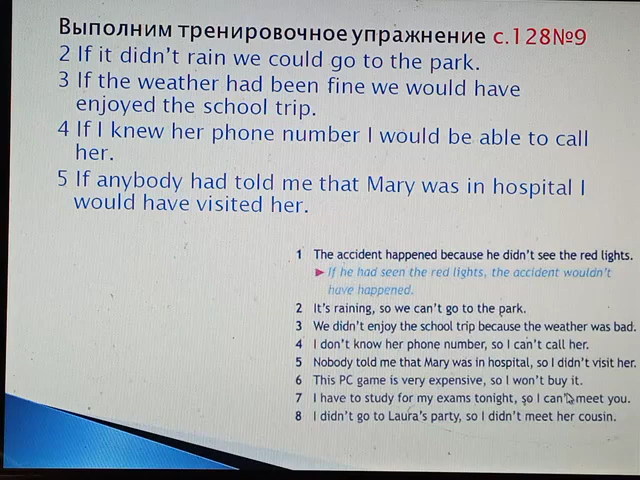 Выполним тренировочное упражнение с.128№9
2 If it didn't rain we could go to the park.
3 If the weather had been fine we would have
enjoyed the school trip.
4 If I knew her phone number I would be able to call
her.
5 If anybody had told me that Mary was in hospital I
would have visited her.
1 The accident happened because he didn't see the red lights.
►If he had seen the red lights, the accident wouldn't
have happened.
2 It's raining, so we can't go to the park.
3 We didn't enjoy the school trip because the weather was bad.
4 I don't know her phone number, so I can't call her.
5 Nobody told me that Mary was in hospital, so I didn't visit her.
6 This PC game is very expensive, so I won't buy it.
7 I have to study for my exams tonight, so I can't meet you.
8 I didn't go to Laura's party, so I didn't meet her cousin.